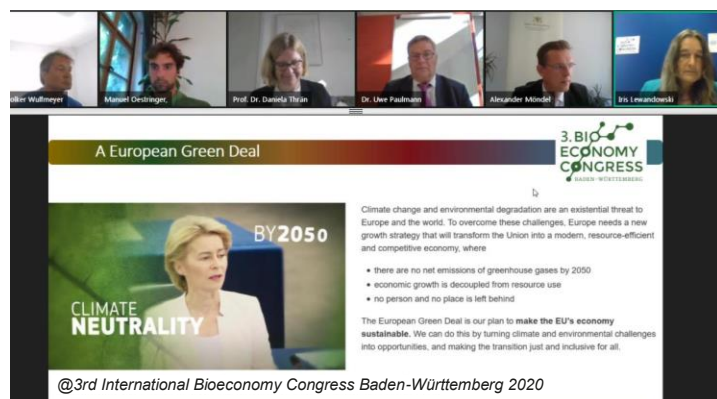 olker Wulfmeyer
Manuel Oestringer,
Prof. Dr. Daniela Thrän
Dr. Uwe Paulmann
Alexander Möndel
Iris Lewandowski
A European Green Deal
3. BIO
ECONOMY
CONGRESS
BADEN-WÜRTTEMBERG
BY2050
CLIMATE
NEUTRALITY
Climate change and environmental degradation are an existential threat to
Europe and the world. To overcome these challenges, Europe needs a new
growth strategy that will transform the Union into a modern, resource-efficient
and competitive economy, where
• there are no net emissions of greenhouse gases by 2050
• economic growth is decoupled from resource use
• no person and no place is left behind
The European Green Deal is our plan to make the EU's economy
sustainable. We can do this by turning climate and environmental challenges
into opportunities, and making the transition just and inclusive for all.
@3rd International Bioeconomy Congress Baden-Württemberg 2020